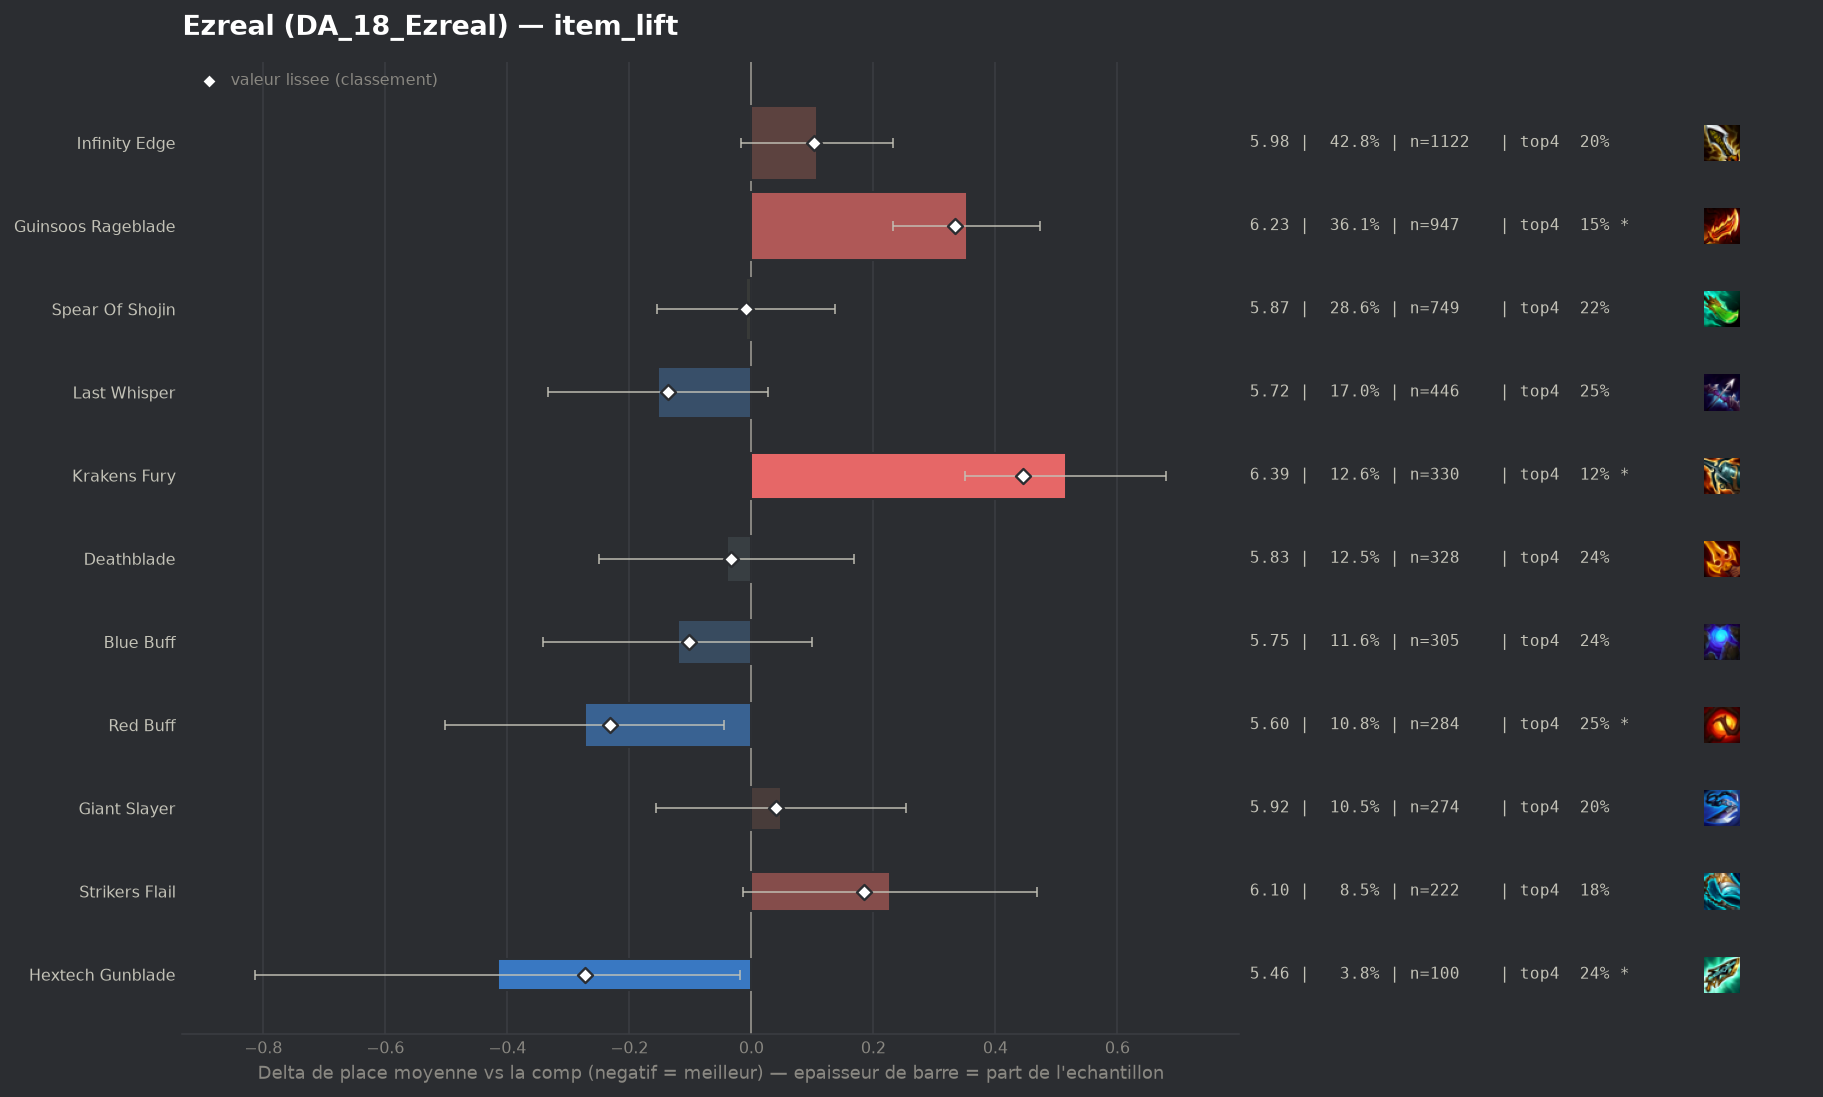 Ezreal (DA_18_Ezreal) — item_lift
valeur lissee (classement)
Infinity Edge 5.98 | 42.8% | n=1122 | top4 20%
Guinsoos Rageblade 6.23 | 36.1% | n=947 | top4 15% *
Spear Of Shojin 5.87 | 28.6% | n=749 | top4 22%
Last Whisper 5.72 | 17.0% | n=446 | top4 25%
Krakens Fury 6.39 | 12.6% | n=330 | top4 12% *
Deathblade 5.83 | 12.5% | n=328 | top4 24%
Blue Buff 5.75 | 11.6% | n=305 | top4 24%
Red Buff 5.60 | 10.8% | n=284 | top4 25% *
Giant Slayer 5.92 | 10.5% | n=274 | top4 20%
Strikers Flail 6.10 | 8.5% | n=222 | top4 18%
Hextech Gunblade 5.46 | 3.8% | n=100 | top4 24% *
−0.8 −0.6 −0.4 −0.2 0.0 0.2 0.4 0.6
Delta de place moyenne vs la comp (negatif = meilleur) — epaisseur de barre = part de l'echantillon